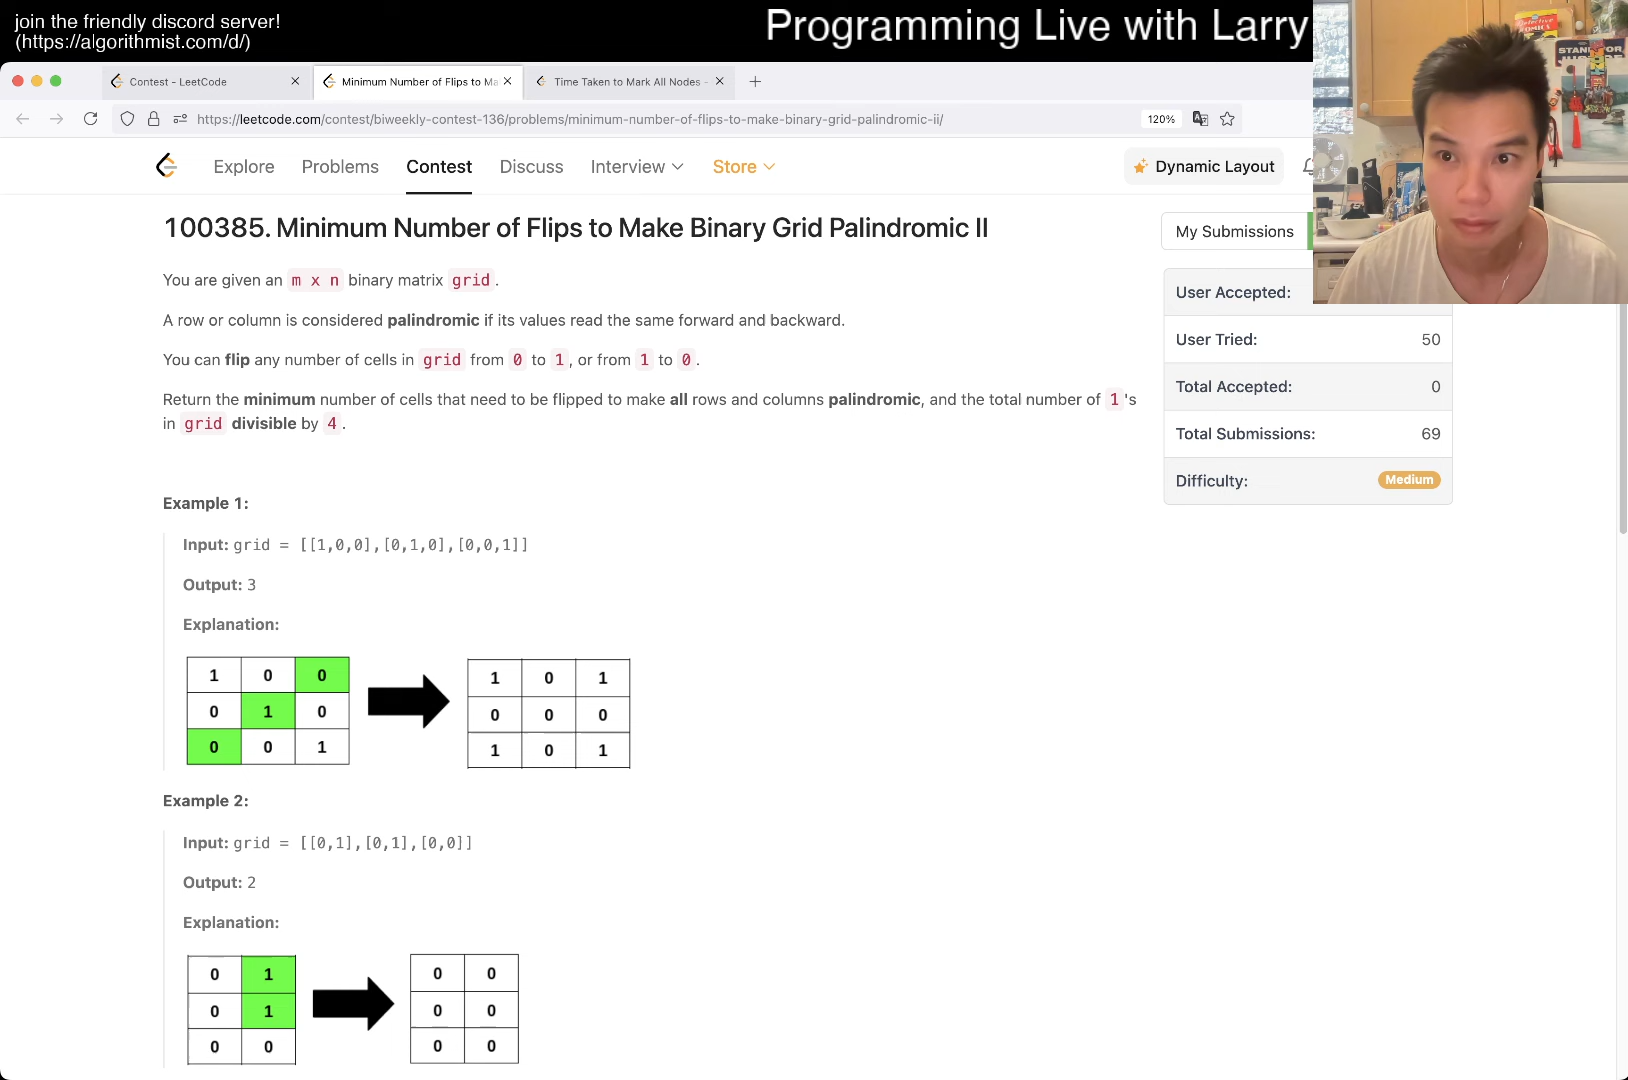 join the friendly discord server!
(https://algorithmist.com/d/)
Programming Live with Larry
Contest - LeetCode
Minimum Number of Flips to Ma
Time Taken to Mark All Nodes -
https://leetcode.com/contest/biweekly-contest-136/problems/minimum-number-of-flips-to-make-binary-grid-palindromic-ii/
120%
Explore Problems Contest Discuss Interview Store
Dynamic Layout
100385. Minimum Number of Flips to Make Binary Grid Palindromic II
My Submissions
You are given an m x n binary matrix grid.
A row or column is considered palindromic if its values read the same forward and backward.
You can flip any number of cells in grid from 0 to 1, or from 1 to 0.
Return the minimum number of cells that need to be flipped to make all rows and columns palindromic, and the total number of 1's
in grid divisible by 4.
User Accepted:
User Tried: 50
Total Accepted: 0
Total Submissions: 69
Difficulty: Medium
Example 1:
Input: grid = [[1,0,0],[0,1,0],[0,0,1]]
Output: 3
Explanation:
1 0 0 1 0 1
0 1 0 0 0 0
0 0 1 1 0 1
Example 2:
Input: grid = [[0,1],[0,1],[0,0]]
Output: 2
Explanation:
0 1 0 0
0 1 0 0
0 0 0 0